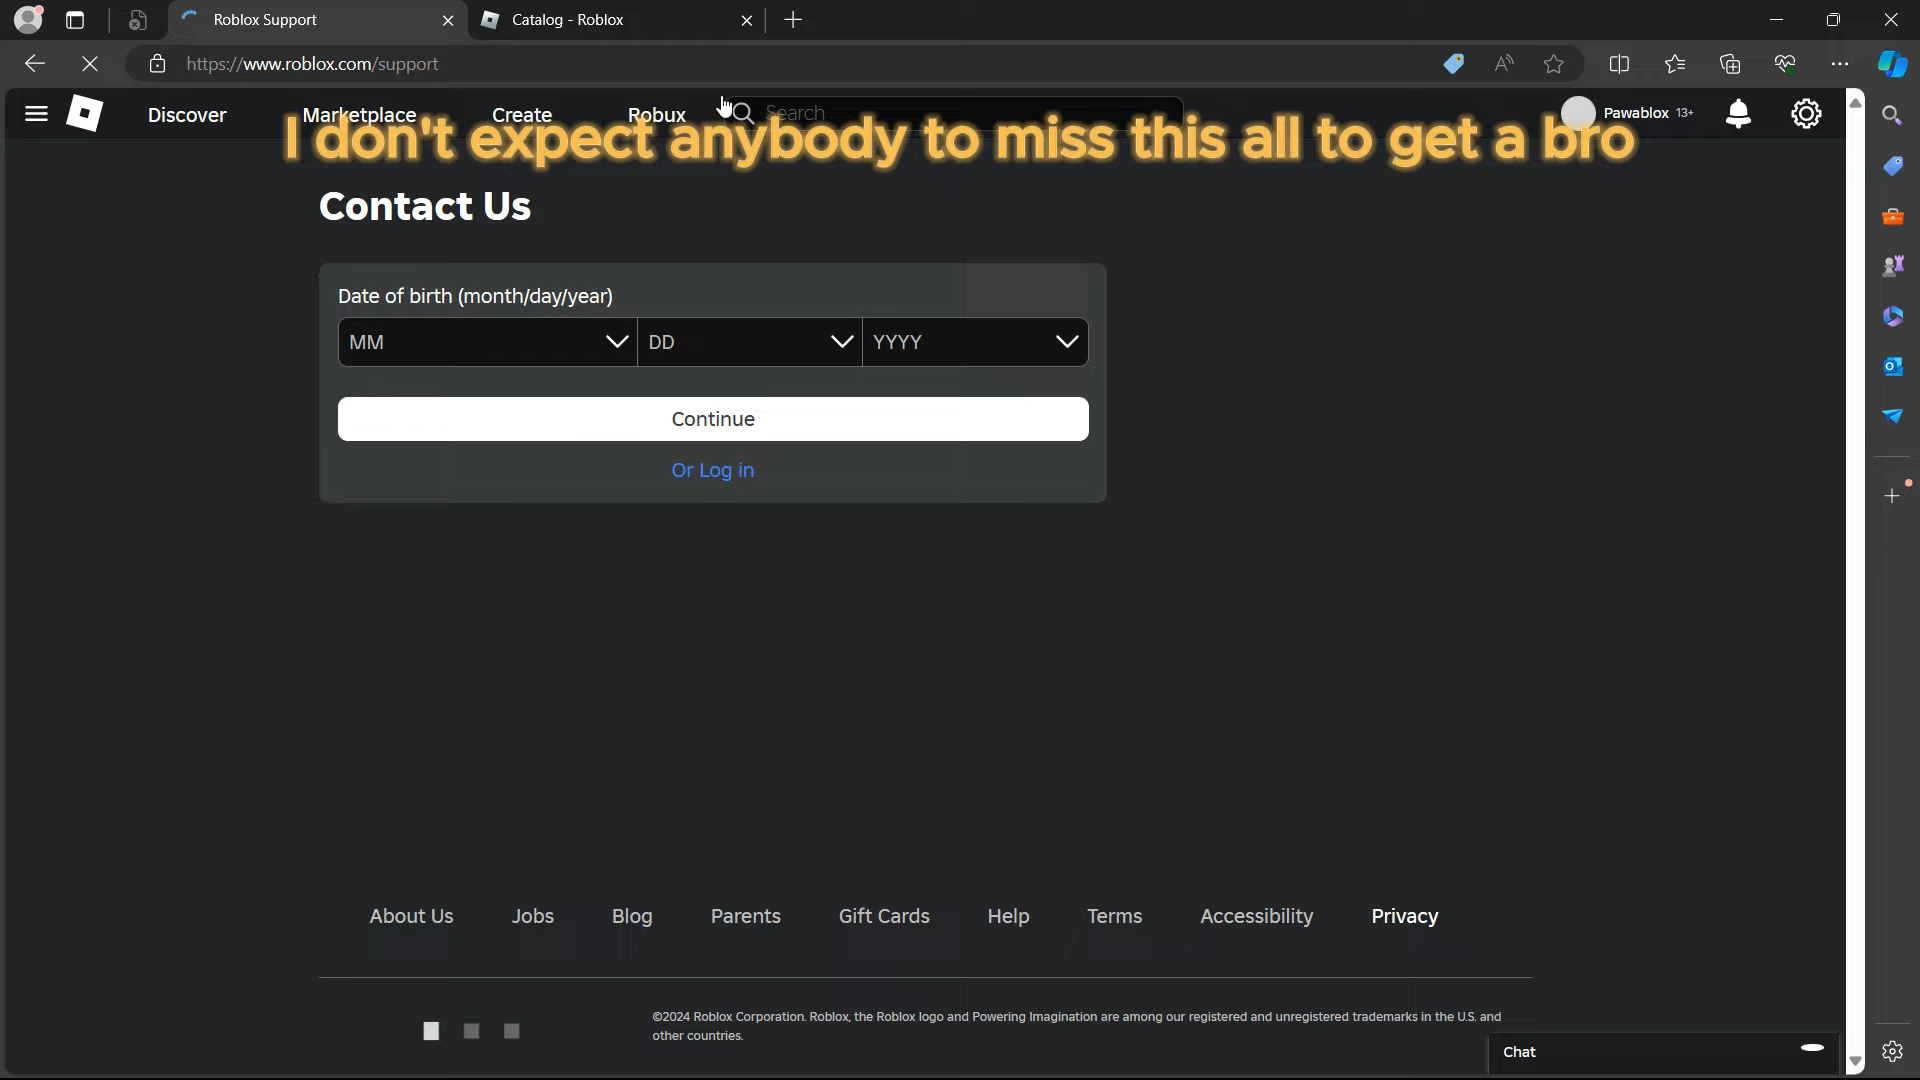 Roblox Support
Catalog - Roblox
https://www.roblox.com/support
Discover
Marketplace
Create
Robux
Search
Pawablox 13+
I don't expect anybody to miss this all to get a bro
Contact Us
Date of birth (month/day/year)
MM
DD
YYYY
Continue
Or Log in
About Us
Jobs
Blog
Parents
Gift Cards
Help
Terms
Accessibility
Privacy
©2024 Roblox Corporation. Roblox, the Roblox logo and Powering Imagination are among our registered and unregistered trademarks in the U.S. and
other countries.
Chat